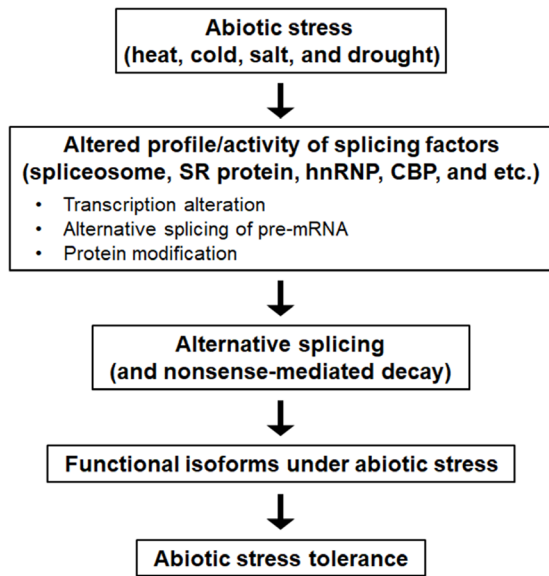 Abiotic stress
(heat, cold, salt, and drought)
Altered profile/activity of splicing factors
(spliceosome, SR protein, hnRNP, CBP, and etc.)
• Transcription alteration
• Alternative splicing of pre-mRNA
• Protein modification
Alternative splicing
(and nonsense-mediated decay)
Functional isoforms under abiotic stress
Abiotic stress tolerance